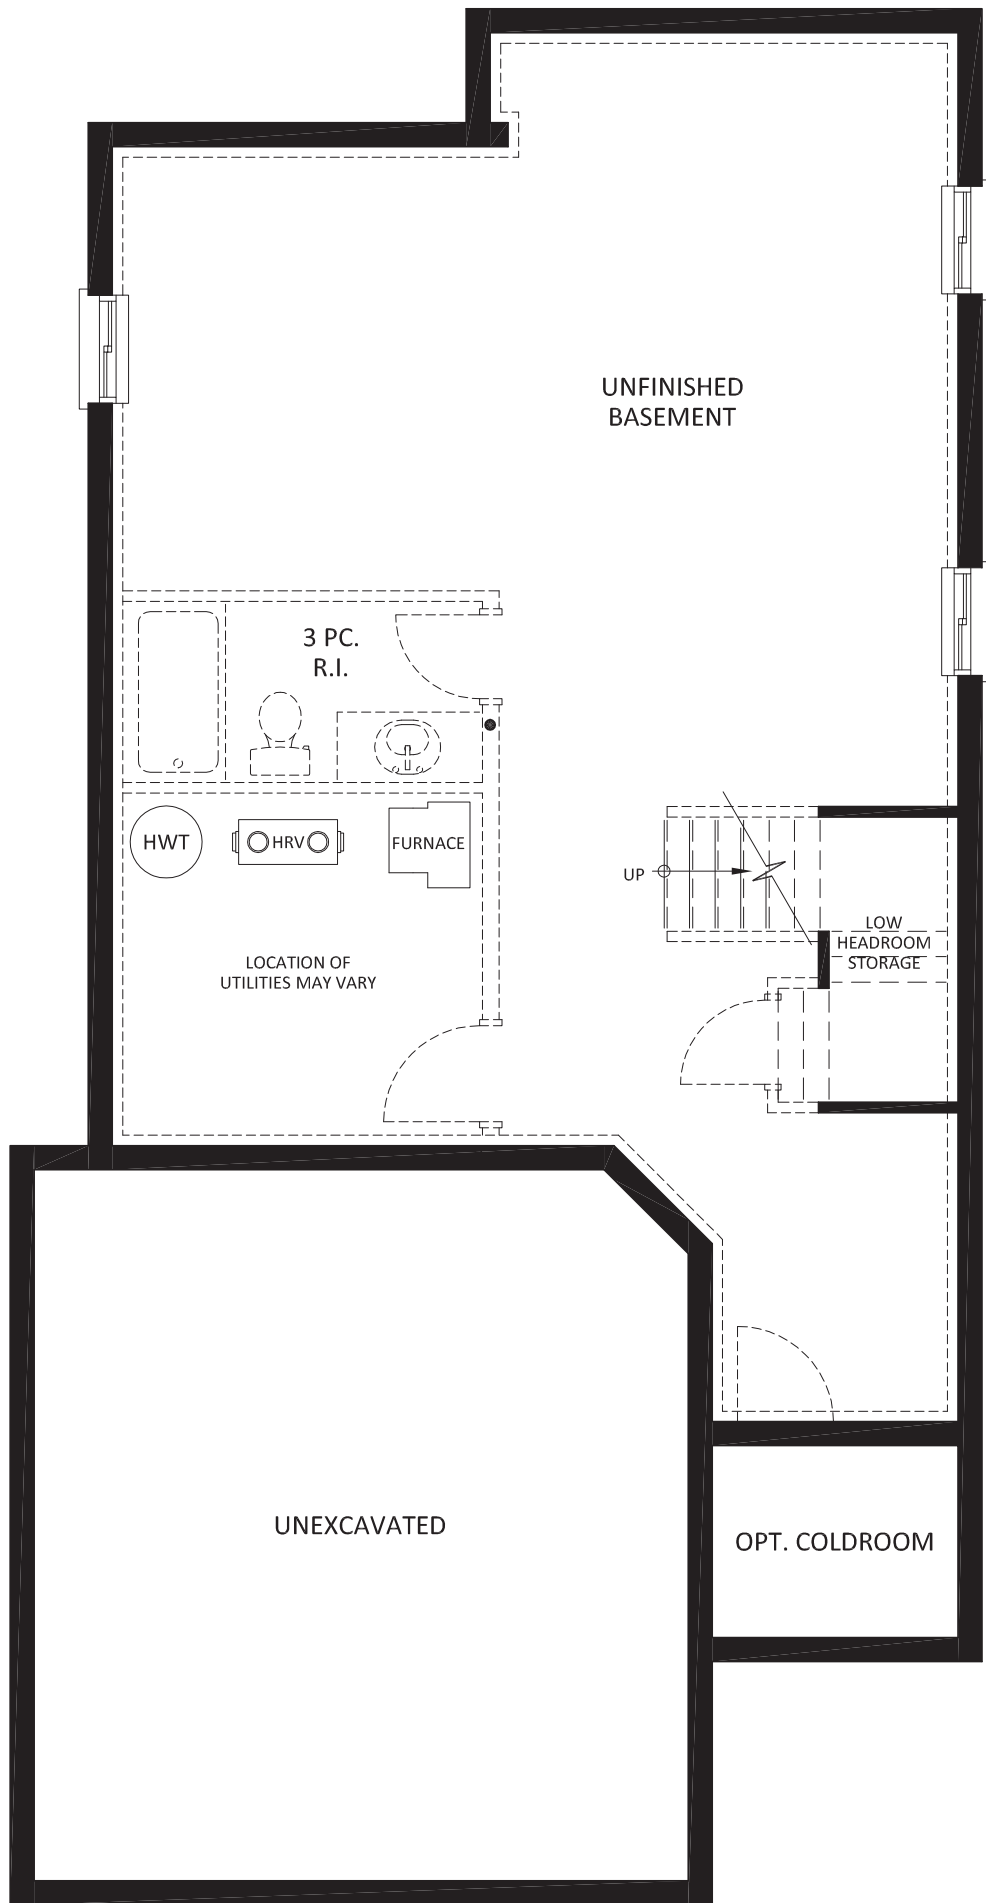 UNFINISHED
BASEMENT
3 PC.
R.I.
HWT
HRV
FURNACE
UP
LOW
HEADROOM
STORAGE
LOCATION OF
UTILITIES MAY VARY
UNEXCAVATED
OPT. COLDROOM